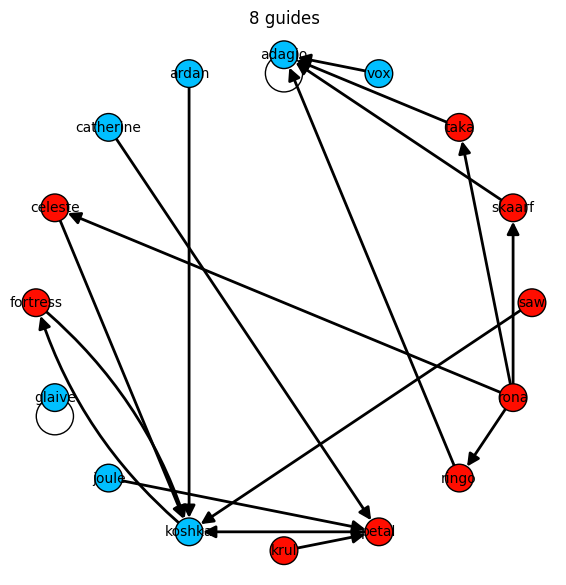 8 guides
adagio
ardan
vox
catherine
taka
celeste
skaarf
fortress
saw
glaive
rona
joule
ringo
koshka
petal
krul